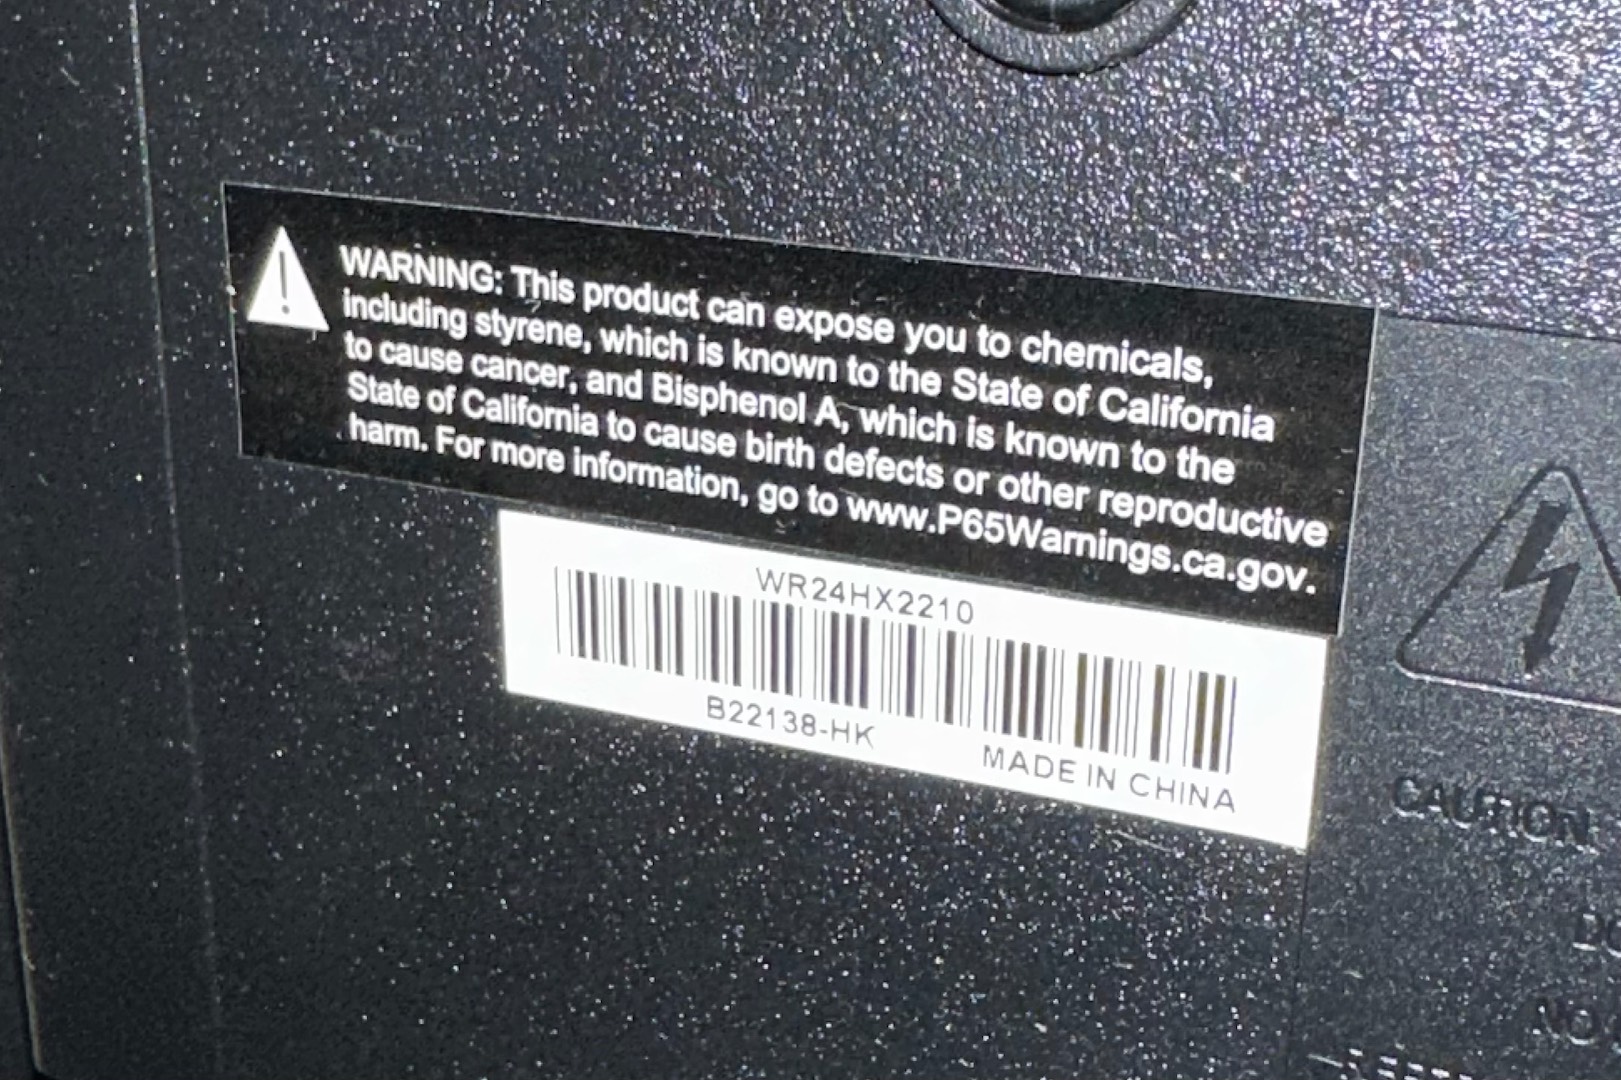 WARNING: This product can expose you to chemicals,
including styrene, which is known to the State of California
to cause cancer, and Bisphenol A, which is known to the
State of California to cause birth defects or other reproductive
harm. For more information, go to www.P65Warnings.ca.gov.
WR24HX2210
B22138-HK
MADE IN CHINA
CAUTION